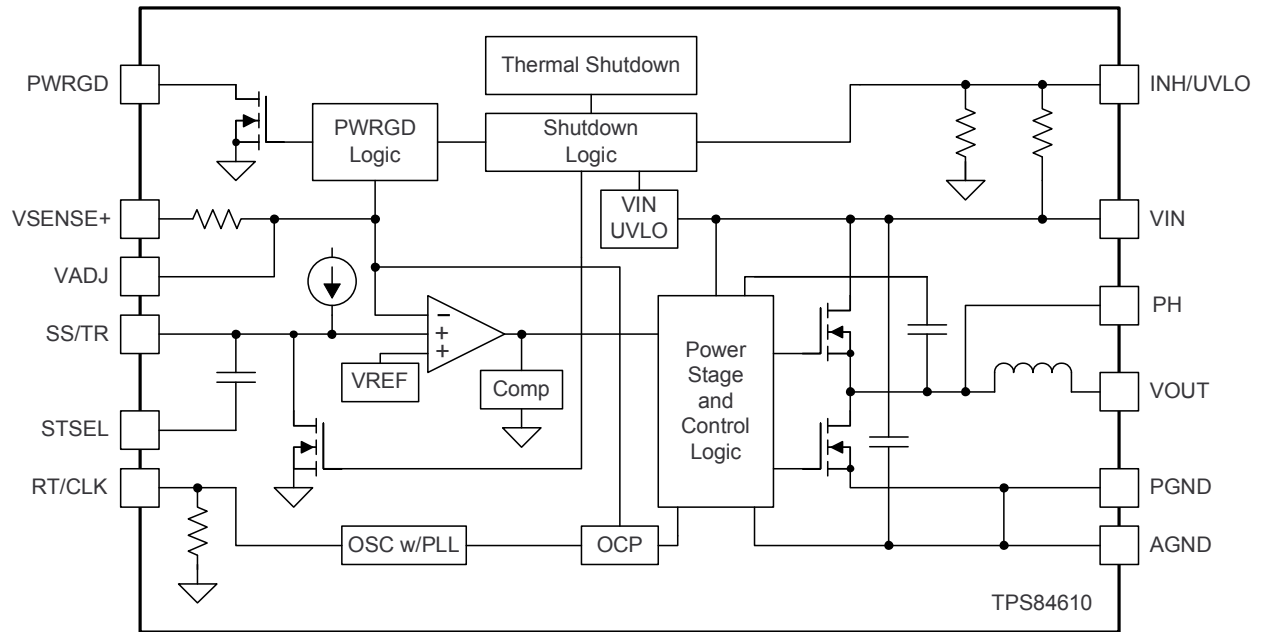 PWRGD
VSENSE+
VADJ
SS/TR
STSEL
RT/CLK
Thermal Shutdown
PWRGD
Logic
Shutdown
Logic
VIN
UVLO
−
+
+
VREF
Comp
Power
Stage
and
Control
Logic
OSC w/PLL
OCP
INH/UVLO
VIN
PH
VOUT
PGND
AGND
TPS84610